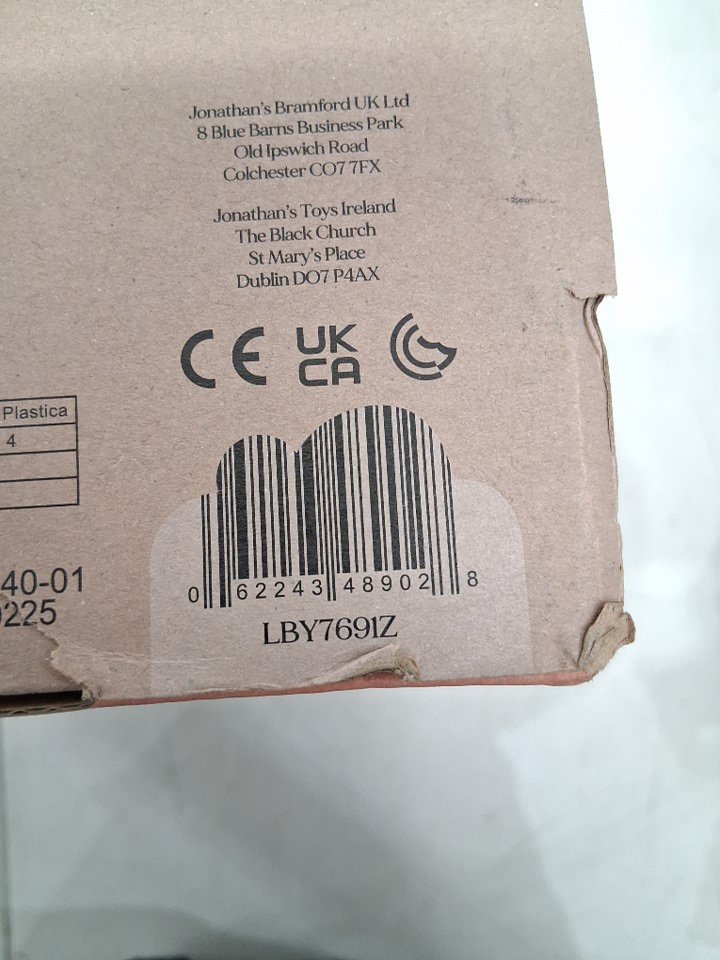 Jonathan's Bramford UK Ltd
8 Blue Barns Business Park
Old Ipswich Road
Colchester CO7 7FX
Jonathan's Toys Ireland
The Black Church
St Mary's Place
Dublin DO7 P4AX
CE UK CA
Plastica
4
40-01
0225
0 62243 48902 8
LBY7691Z